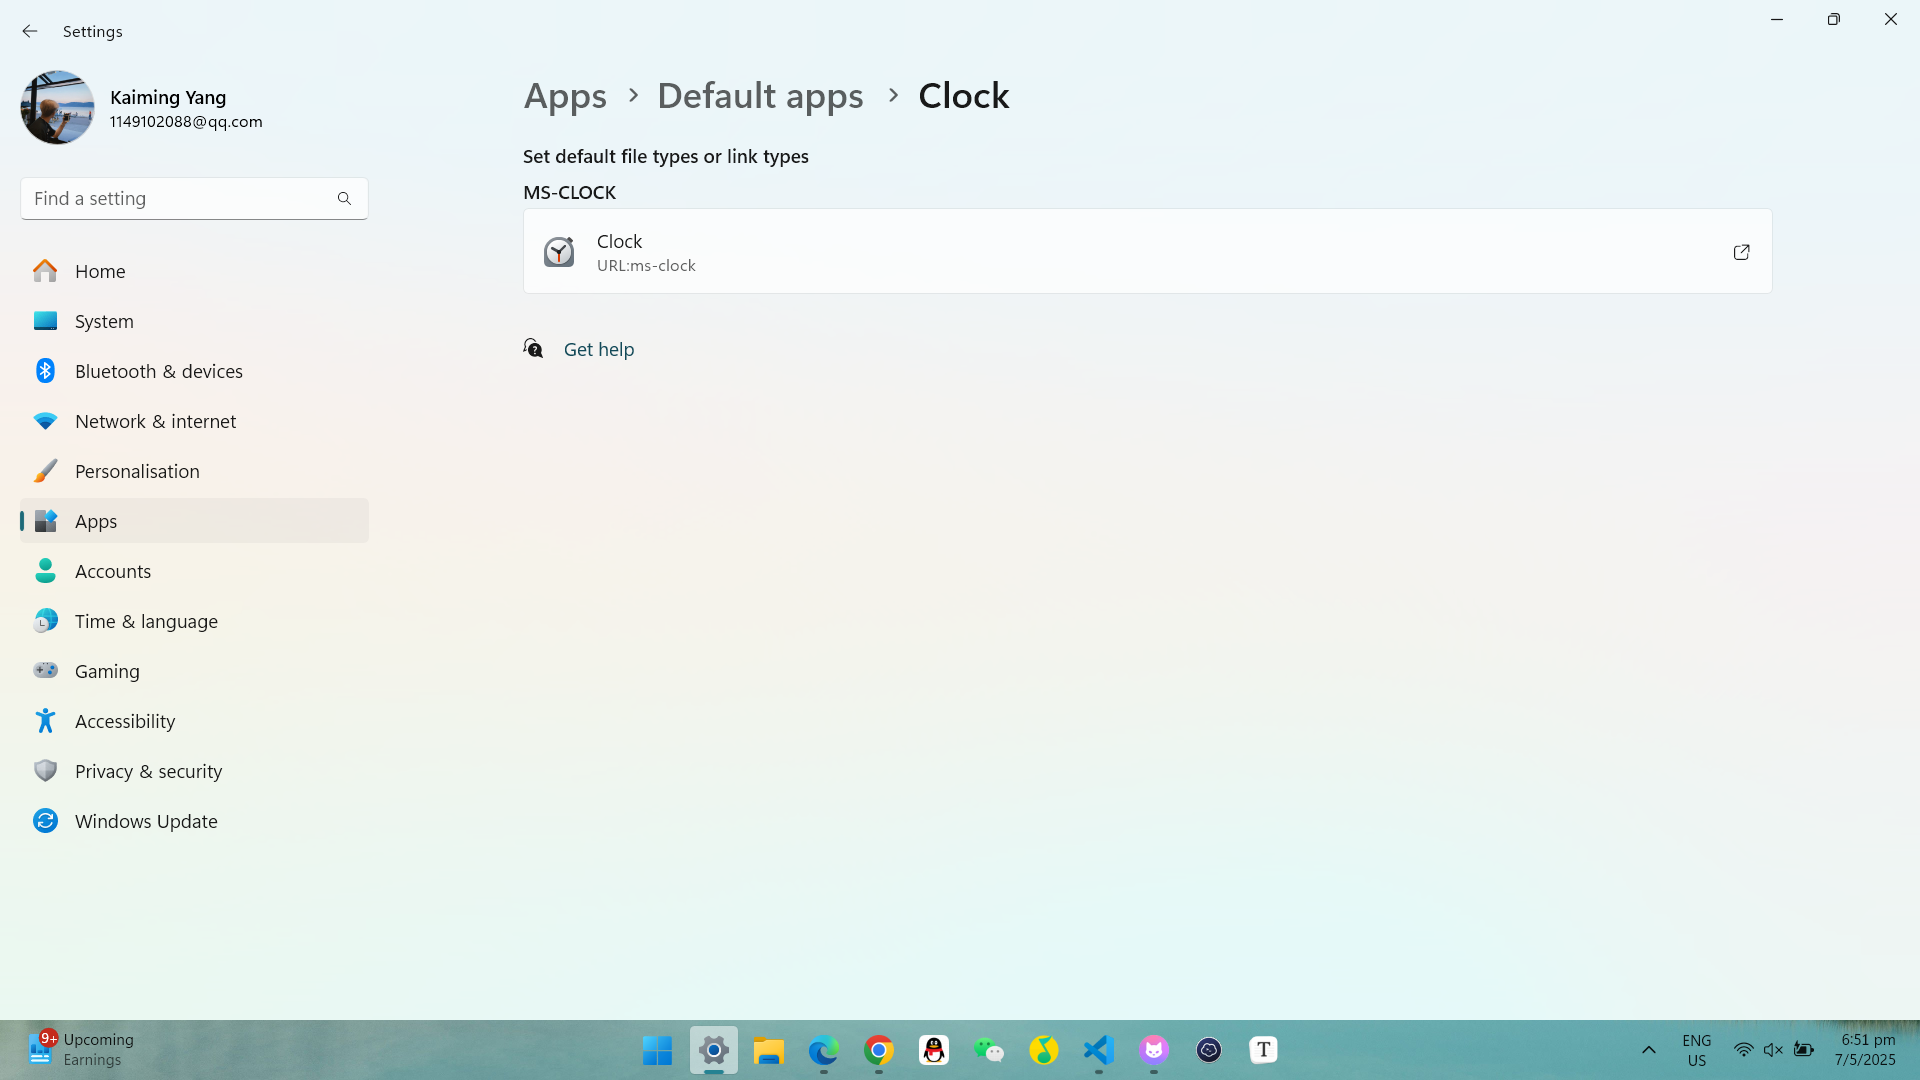 Settings
Kaiming Yang
1149102088@qq.com
Find a setting
Home
System
Bluetooth & devices
Network & internet
Personalisation
Apps
Accounts
Time & language
Gaming
Accessibility
Privacy & security
Windows Update
Apps > Default apps > Clock
Set default file types or link types
MS-CLOCK
Clock
URL:ms-clock
Get help
9+
Upcoming
Earnings
T
ENG
US
6:51 pm
7/5/2025